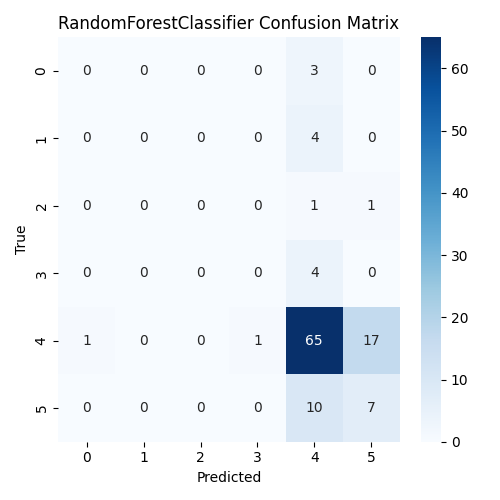 RandomForestClassifier Confusion Matrix
0 0 0 0 0 3 0
1 0 0 0 0 4 0
2 0 0 0 0 1 1
3 0 0 0 0 4 0
4 1 0 0 1 65 17
5 0 0 0 0 10 7
0 1 2 3 4 5
True
Predicted
60
50
40
30
20
10
0